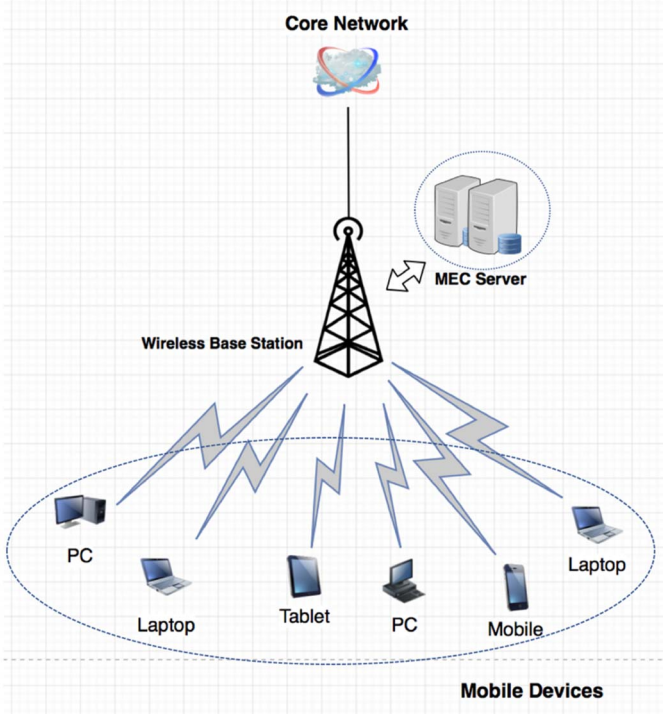 Core Network
MEC Server
Wireless Base Station
PC
Laptop
Tablet
PC
Mobile
Laptop
Mobile Devices